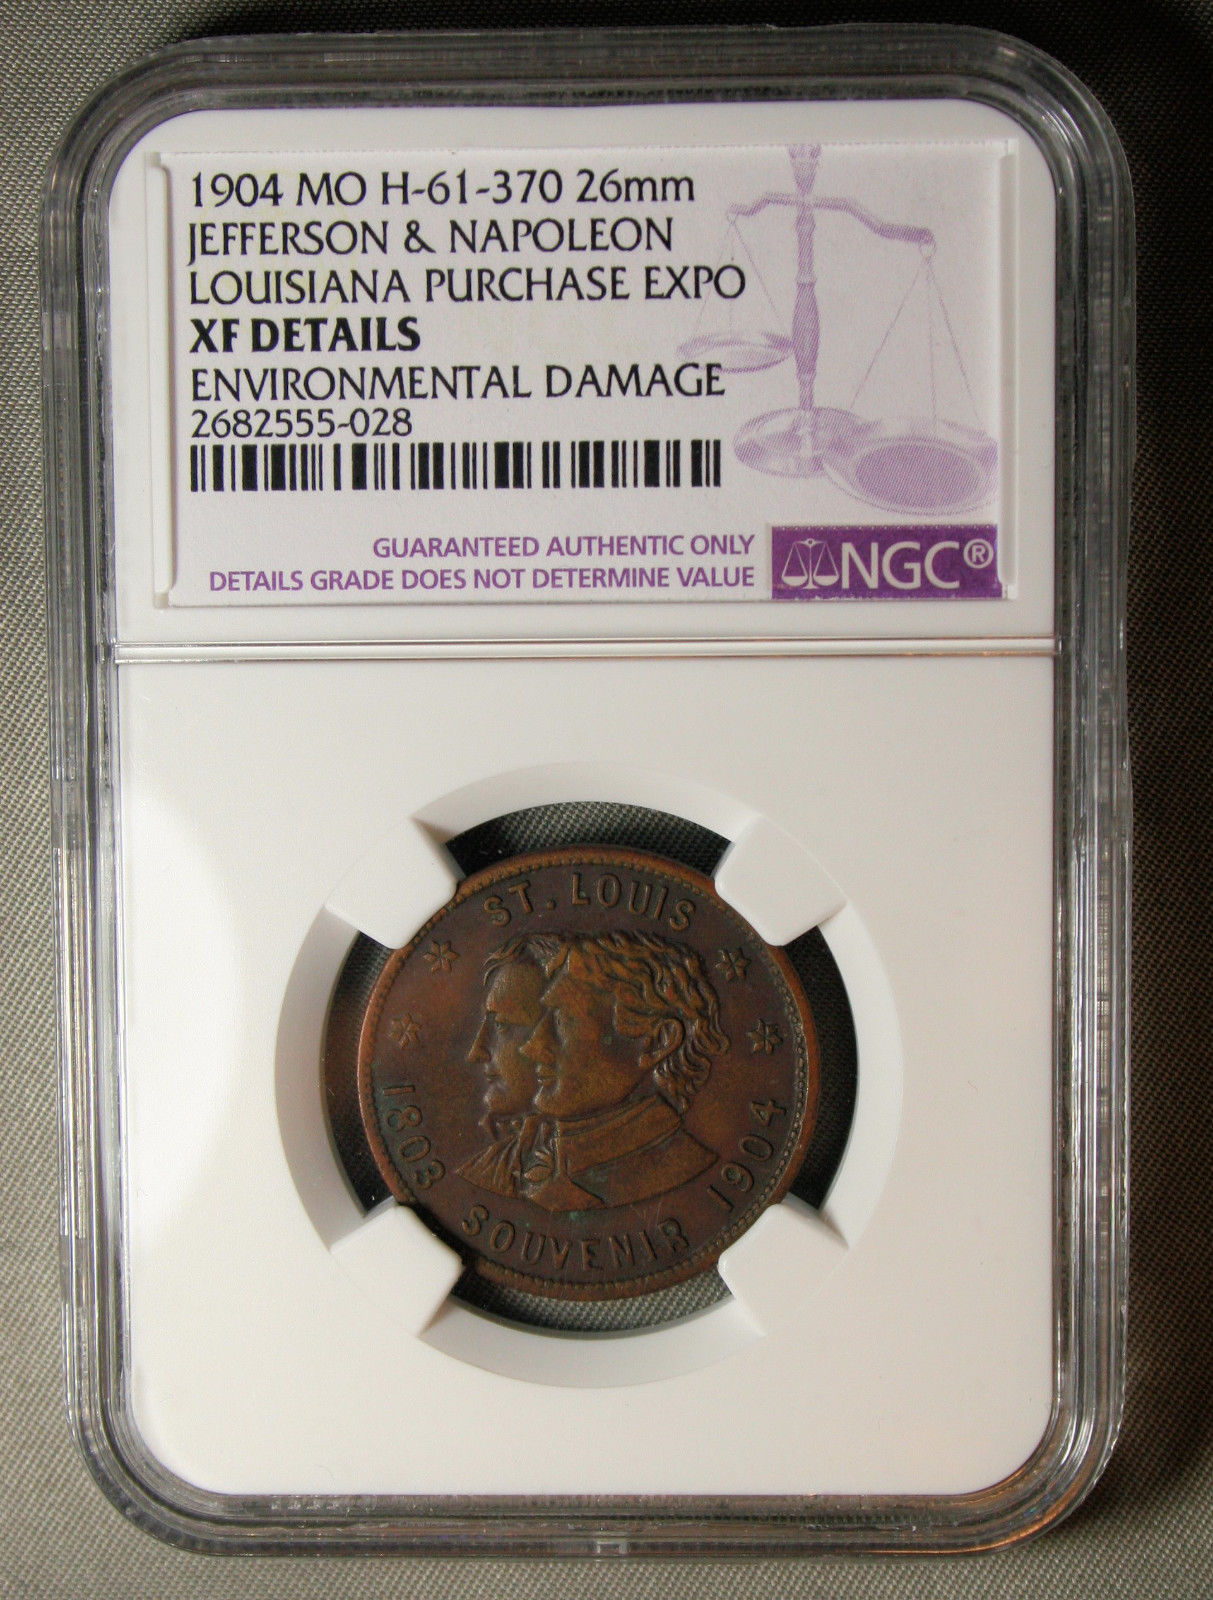 1904 MO H-61-370 26mm
JEFFERSON & NAPOLEON
LOUISIANA PURCHASE EXPO
XF DETAILS
ENVIRONMENTAL DAMAGE
2682555-028
GUARANTEED AUTHENTIC ONLY
DETAILS GRADE DOES NOT DETERMINE VALUE
NGC®
ST. LOUIS
1803
SOUVENIR
1904